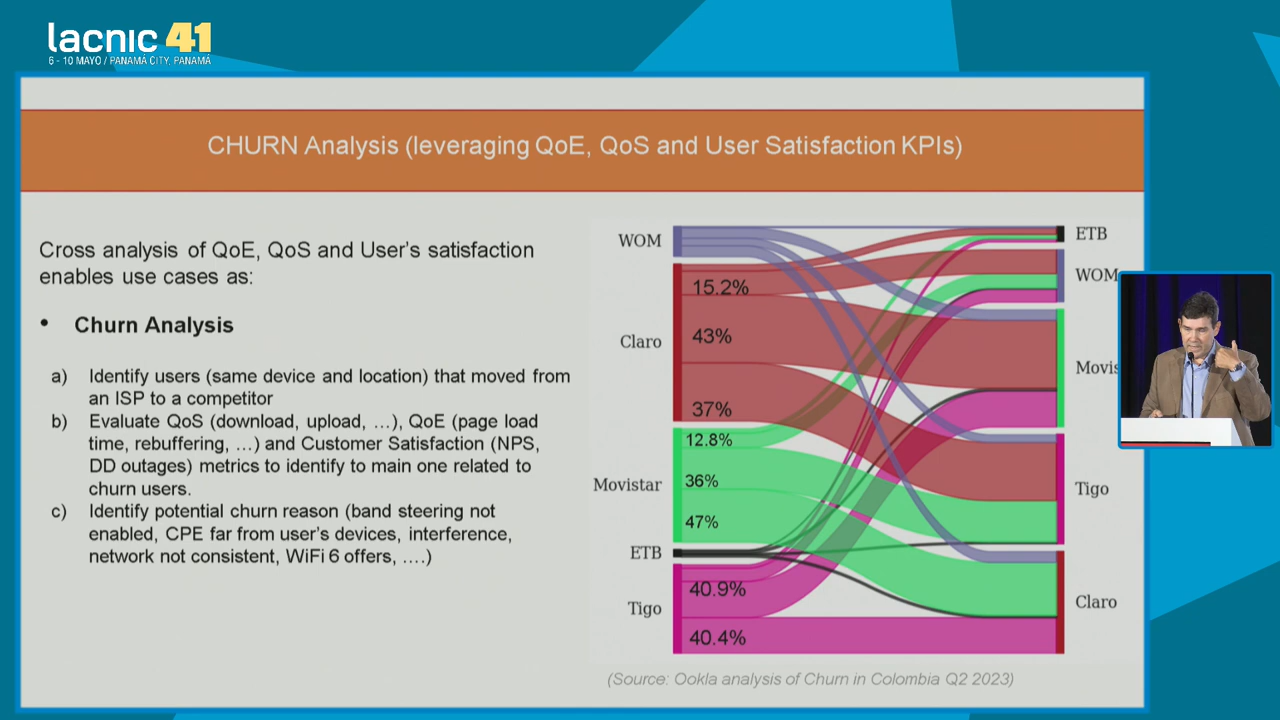 lacnic 41
6 - 10 MAYO / PANAMÁ CITY, PANAMÁ
CHURN Analysis (leveraging QoE, QoS and User Satisfaction KPIs)
Cross analysis of QoE, QoS and User's satisfaction
enables use cases as:
• Churn Analysis
a) Identify users (same device and location) that moved from
an ISP to a competitor
b) Evaluate QoS (download, upload, …), QoE (page load
time, rebuffering, …) and Customer Satisfaction (NPS,
DD outages) metrics to identify to main one related to
churn users.
c) Identify potential churn reason (band steering not
enabled, CPE far from user's devices, interference,
network not consistent, WiFi 6 offers, ….)
WOM
Claro
Movistar
ETB
Tigo
15.2%
43%
37%
12.8%
36%
47%
40.9%
40.4%
ETB
WOM
Movis
Tigo
Claro
(Source: Ookla analysis of Churn in Colombia Q2 2023)